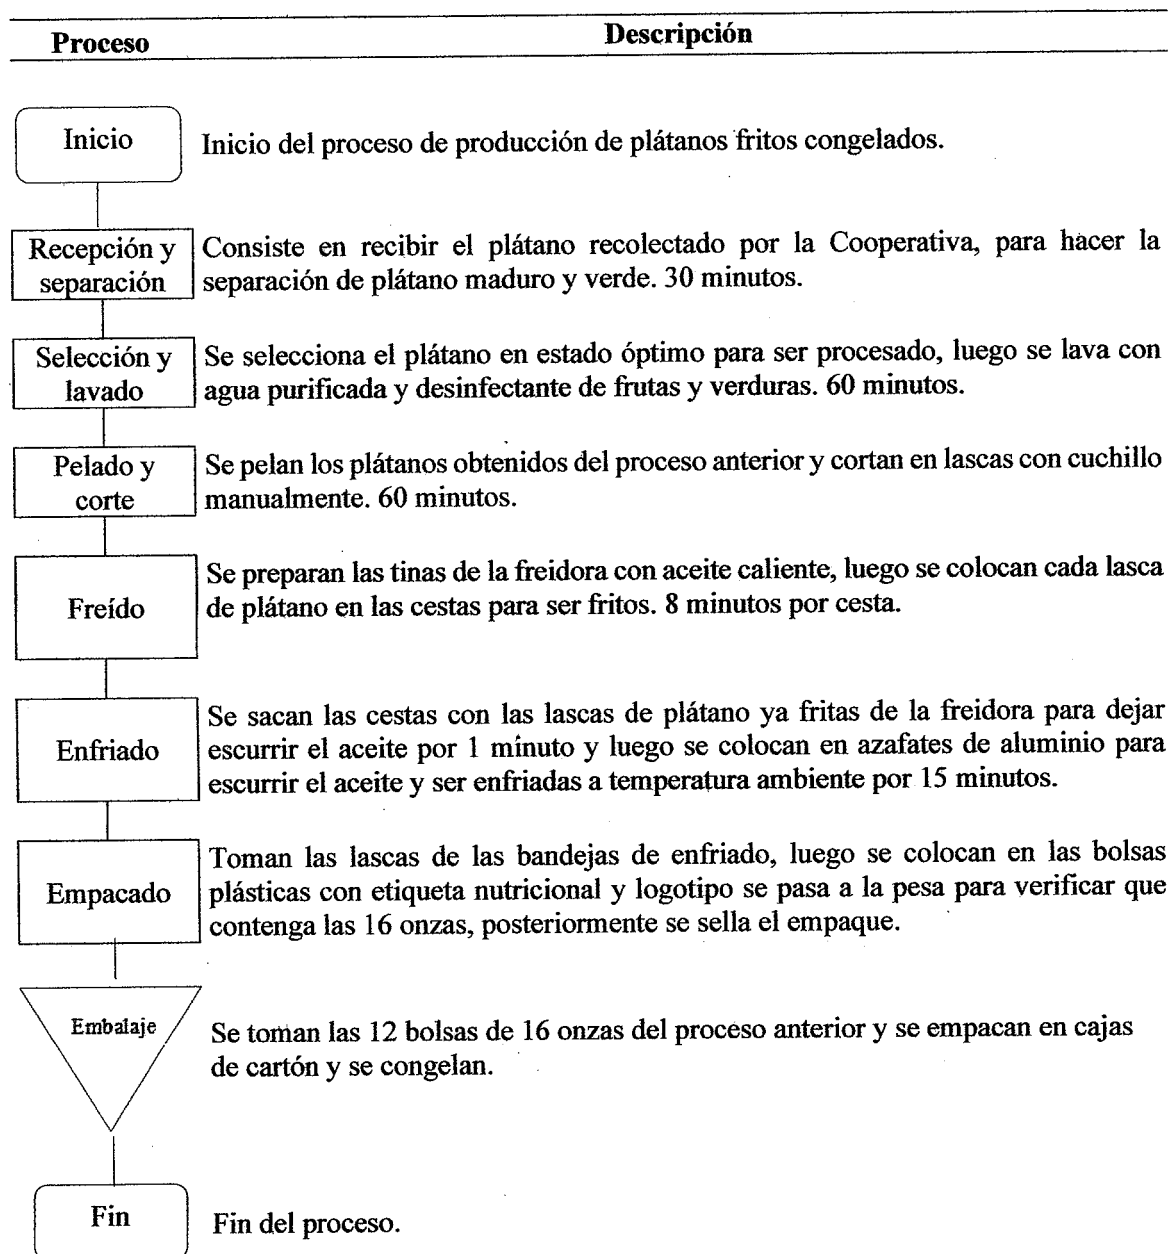 Proceso Descripción
Inicio
Inicio del proceso de producción de plátanos fritos congelados.
Recepción y
separación
Consiste en recibir el plátano recolectado por la Cooperativa, para hacer la
separación de plátano maduro y verde. 30 minutos.
Selección y
lavado
Se selecciona el plátano en estado óptimo para ser procesado, luego se lava con
agua purificada y desinfectante de frutas y verduras. 60 minutos.
Pelado y
corte
Se pelan los plátanos obtenidos del proceso anterior y cortan en lascas con cuchillo
manualmente. 60 minutos.
Freído
Se preparan las tinas de la freidora con aceite caliente, luego se colocan cada lasca
de plátano en las cestas para ser fritos. 8 minutos por cesta.
Enfriado
Se sacan las cestas con las lascas de plátano ya fritas de la freidora para dejar
escurrir el aceite por 1 minuto y luego se colocan en azafates de aluminio para
escurrir el aceite y ser enfriadas a temperatura ambiente por 15 minutos.
Empacado
Toman las lascas de las bandejas de enfriado, luego se colocan en las bolsas
plásticas con etiqueta nutricional y logotipo se pasa a la pesa para verificar que
contenga las 16 onzas, posteriormente se sella el empaque.
Embalaje
Se toman las 12 bolsas de 16 onzas del proceso anterior y se empacan en cajas
de cartón y se congelan.
Fin
Fin del proceso.